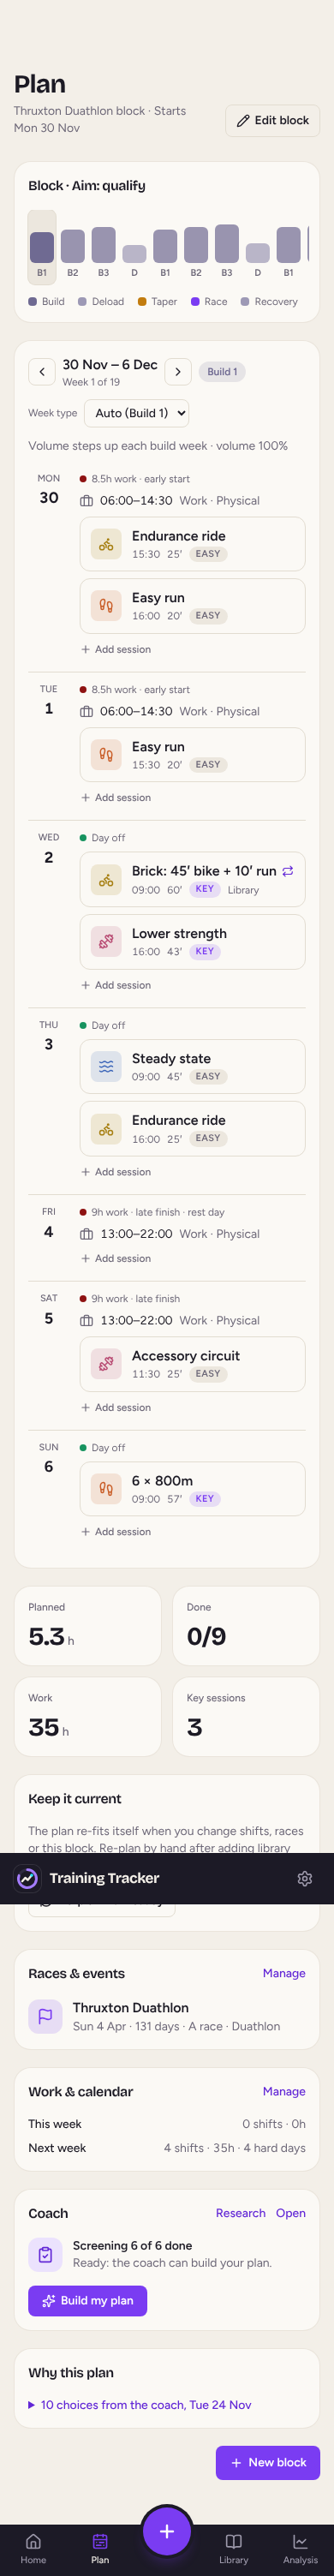 Plan
Thruxton Duathlon block · Starts
Mon 30 Nov
Edit block
Block · Aim: qualify
B1 B2 B3 D B1 B2 B3 D B1
Build Deload Taper Race Recovery
30 Nov – 6 Dec
Week 1 of 19
Build 1
Week type Auto (Build 1)
Volume steps up each build week · volume 100%
MON
30
8.5h work · early start
06:00–14:30 Work · Physical
Endurance ride
15:30 25′ EASY
Easy run
16:00 20′ EASY
Add session
TUE
1
8.5h work · early start
06:00–14:30 Work · Physical
Easy run
15:30 20′ EASY
Add session
WED
2
Day off
Brick: 45′ bike + 10′ run
09:00 60′ KEY Library
Lower strength
16:00 43′ KEY
Add session
THU
3
Day off
Steady state
09:00 45′ EASY
Endurance ride
16:00 25′ EASY
Add session
FRI
4
9h work · late finish · rest day
13:00–22:00 Work · Physical
Add session
SAT
5
9h work · late finish
13:00–22:00 Work · Physical
Accessory circuit
11:30 25′ EASY
Add session
SUN
6
Day off
6 × 800m
09:00 57′ KEY
Add session
Planned
5.3 h
Done
0/9
Work
35 h
Key sessions
3
Keep it current
The plan re-fits itself when you change shifts, races
or this block. Re-plan by hand after adding library
Training Tracker
Races & events
Manage
Thruxton Duathlon
Sun 4 Apr · 131 days · A race · Duathlon
Work & calendar
Manage
This week 0 shifts · 0h
Next week 4 shifts · 35h · 4 hard days
Coach
Research Open
Screening 6 of 6 done
Ready: the coach can build your plan.
Build my plan
Why this plan
10 choices from the coach, Tue 24 Nov
New block
Home Plan Library Analysis